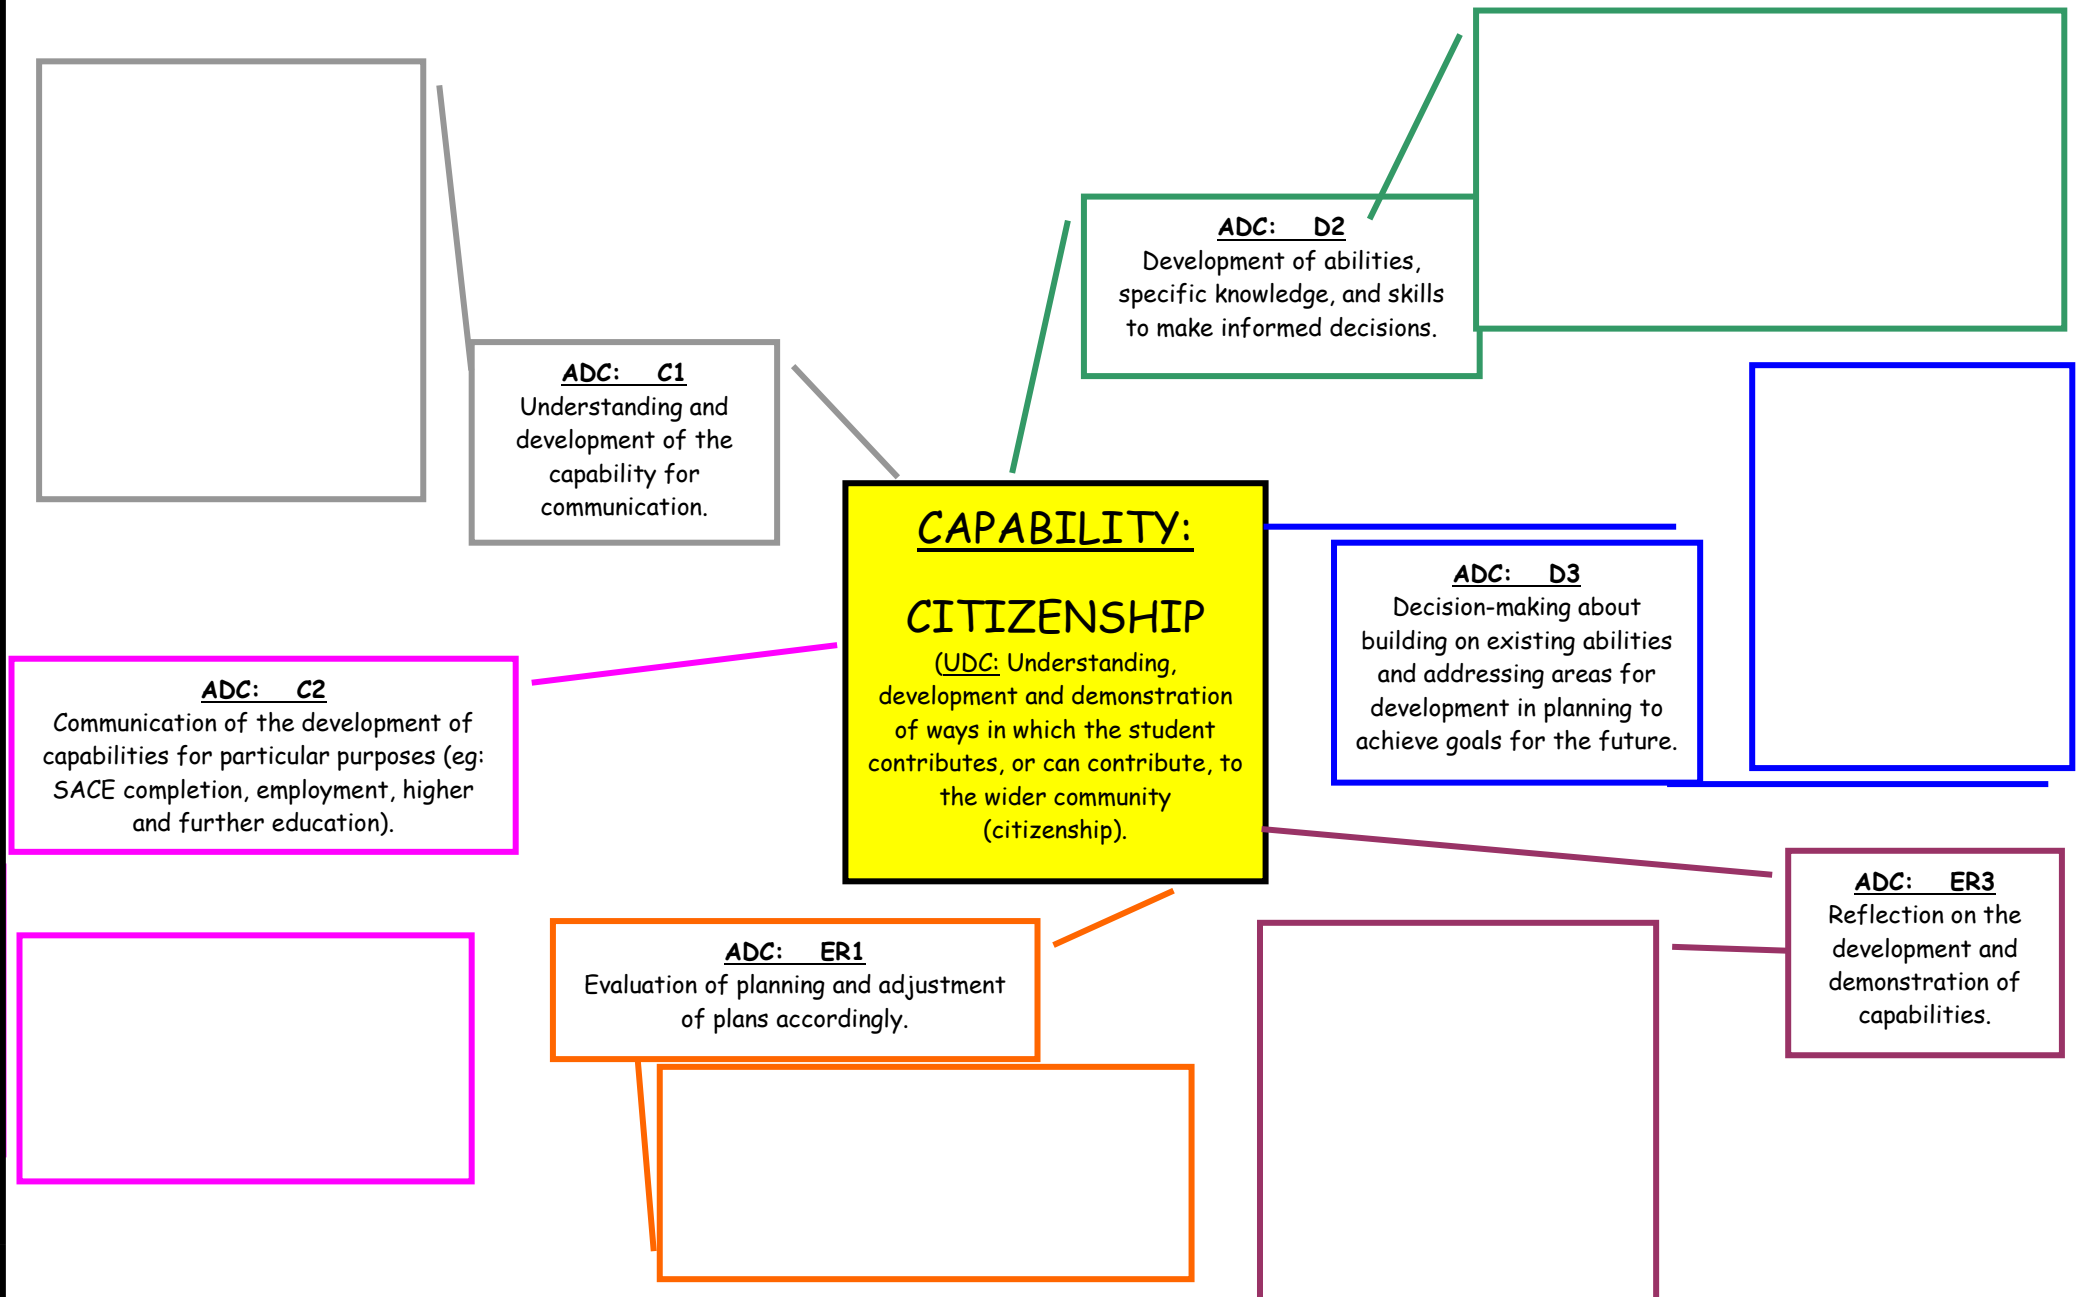 ADC: D2
Development of abilities,
specific knowledge, and skills
to make informed decisions.
ADC: C1
Understanding and
development of the
capability for
communication.
CAPABILITY:
CITIZENSHIP
(UDC: Understanding,
development and demonstration
of ways in which the student
contributes, or can contribute, to
the wider community
(citizenship).
ADC: D3
Decision-making about
building on existing abilities
and addressing areas for
development in planning to
achieve goals for the future.
ADC: C2
Communication of the development of
capabilities for particular purposes (eg:
SACE completion, employment, higher
and further education).
ADC: ER3
Reflection on the
development and
demonstration of
capabilities.
ADC: ER1
Evaluation of planning and adjustment
of plans accordingly.